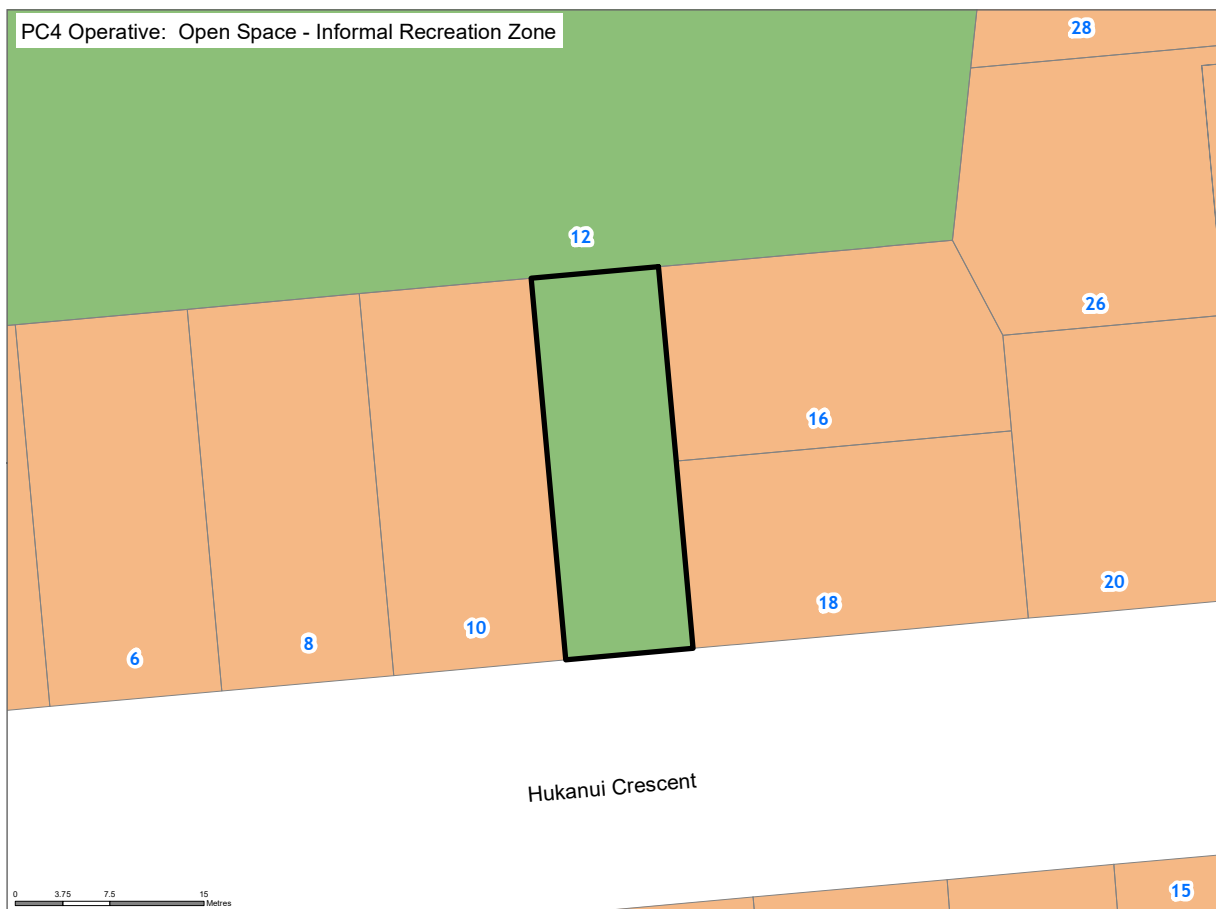 PC4 Operative:  Open Space - Informal Recreation Zone
28
12
26
16
20
18
10
8
6
Hukanui Crescent
15
0 3.75 7.5 15
Metres